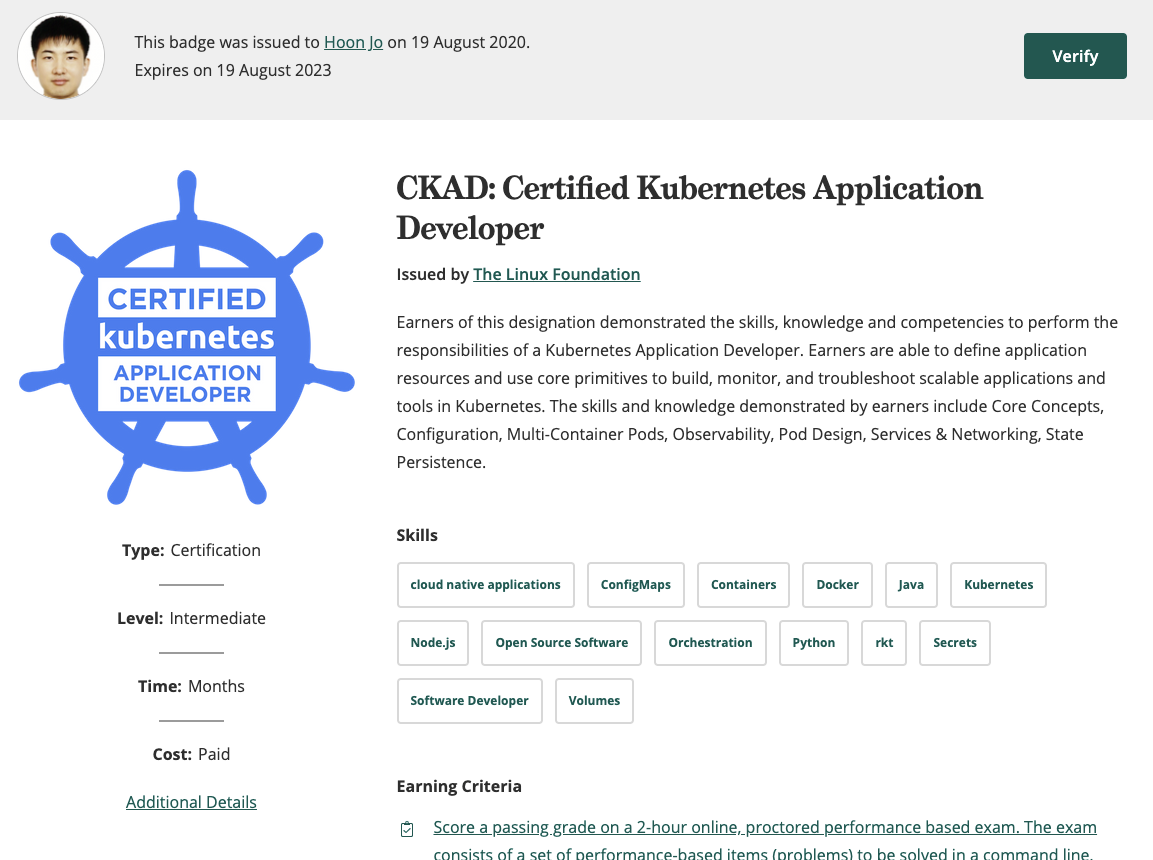 This badge was issued to Hoon Jo on 19 August 2020.
Expires on 19 August 2023
Verify
CERTIFIED
kubernetes
APPLICATION
DEVELOPER
Type: Certification
Level: Intermediate
Time: Months
Cost: Paid
Additional Details
CKAD: Certified Kubernetes Application
Developer
Issued by The Linux Foundation
Earners of this designation demonstrated the skills, knowledge and competencies to perform the
responsibilities of a Kubernetes Application Developer. Earners are able to define application
resources and use core primitives to build, monitor, and troubleshoot scalable applications and
tools in Kubernetes. The skills and knowledge demonstrated by earners include Core Concepts,
Configuration, Multi-Container Pods, Observability, Pod Design, Services & Networking, State
Persistence.
Skills
cloud native applications ConfigMaps Containers Docker Java Kubernetes
Node.js Open Source Software Orchestration Python rkt Secrets
Software Developer Volumes
Earning Criteria
Score a passing grade on a 2-hour online, proctored performance based exam. The exam
consists of a set of performance-based items (problems) to be solved in a command line.